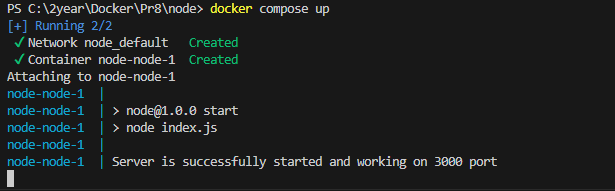 PS C:\2year\Docker\Pr8\node> docker compose up
[+] Running 2/2
✔ Network node_default Created
✔ Container node-node-1 Created
Attaching to node-node-1
node-node-1 |
node-node-1 | > node@1.0.0 start
node-node-1 | > node index.js
node-node-1 |
node-node-1 | Server is successfully started and working on 3000 port